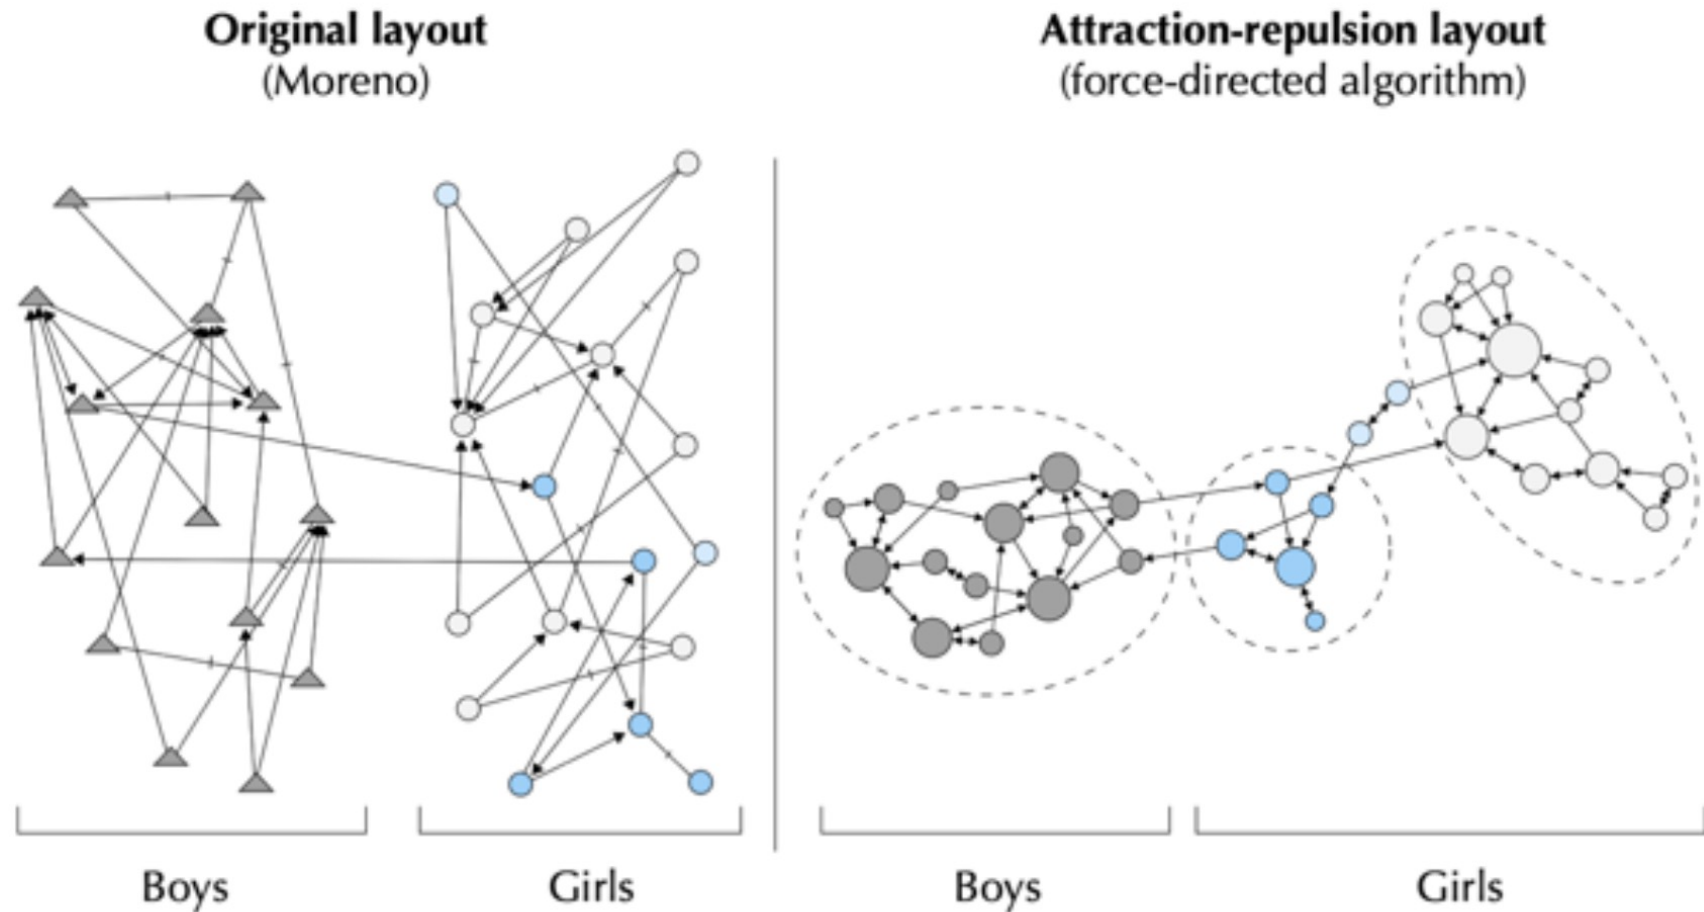 Original layout
(Moreno)
Attraction-repulsion layout
(force-directed algorithm)
Boys
Girls
Boys
Girls